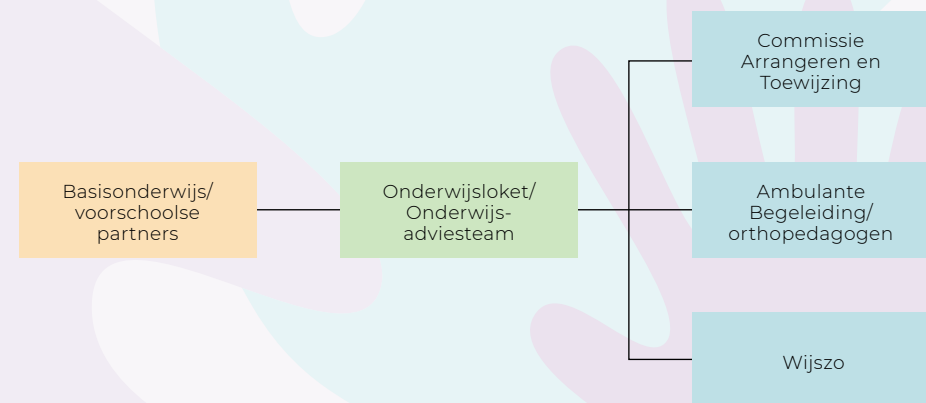 Basisonderwijs/
voorschoolse
partners
Onderwijsloket/
Onderwijs-
adviesteam
Commissie
Arrangeren en
Toewijzing
Ambulante
Begeleiding/
orthopedagogen
Wijszo